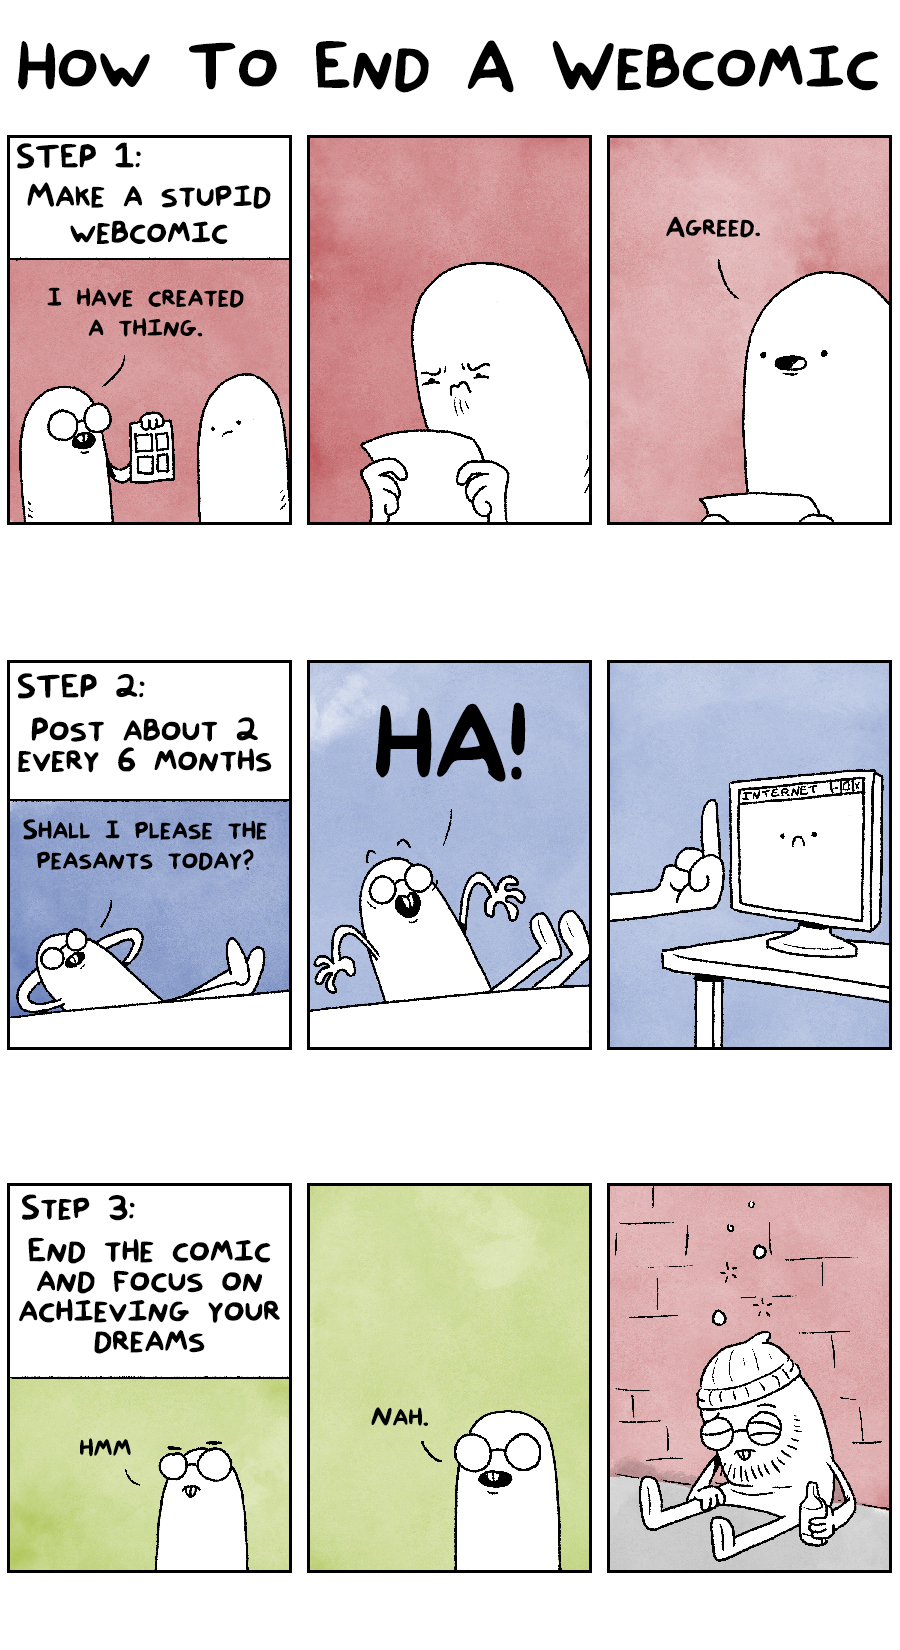 How To End A Webcomic
Step 1:
Make a stupid
webcomic
I have created
a thing.
Agreed.
Step 2:
Post about 2
every 6 months
Shall I please the
peasants today?
HA!
INTERNET
Step 3:
End the comic
and focus on
achieving your
dreams
hmm
Nah.